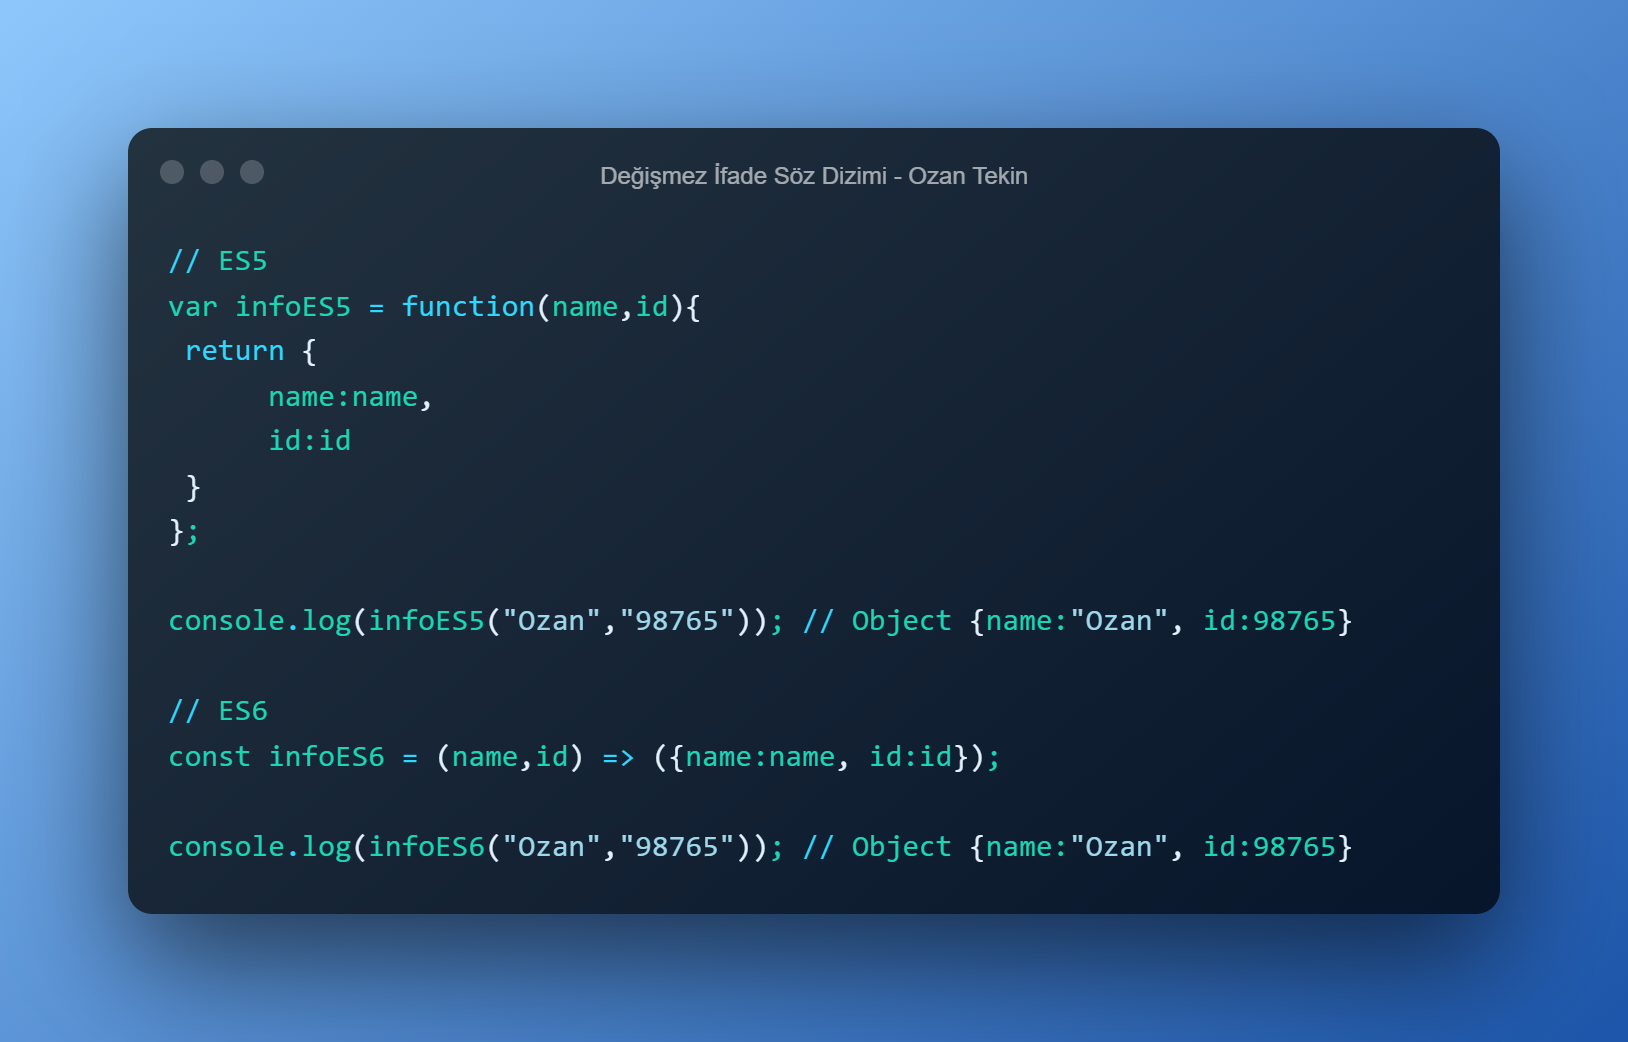 Değişmez İfade Söz Dizimi - Ozan Tekin
// ES5
var infoES5 = function(name,id){
 return {
      name:name,
      id:id
 }
};
console.log(infoES5("Ozan","98765")); // Object {name:"Ozan", id:98765}
// ES6
const infoES6 = (name,id) => ({name:name, id:id});
console.log(infoES6("Ozan","98765")); // Object {name:"Ozan", id:98765}